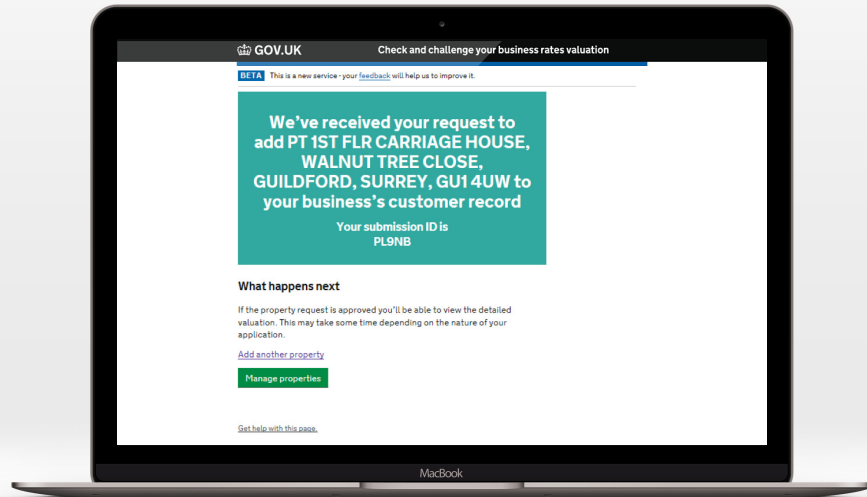 GOV.UK
Check and challenge your business rates valuation
BETA This is a new service - your feedback will help us to improve it.
We've received your request to
add PT 1ST FLR CARRIAGE HOUSE,
WALNUT TREE CLOSE,
GUILDFORD, SURREY, GU1 4UW to
your business's customer record
Your submission ID is
PL9NB
What happens next
If the property request is approved you'll be able to view the detailed
valuation. This may take some time depending on the nature of your
application.
Add another property
Manage properties
Get help with this page.
MacBook